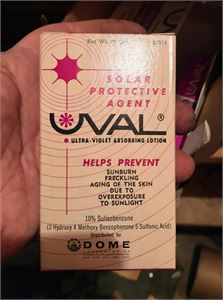 SOLAR
PROTECTIVE
AGENT
UVAL®
ULTRA-VIOLET ABSORBING LOTION
HELPS PREVENT
SUNBURN
FRECKLING
AGING OF THE SKIN
DUE TO
OVEREXPOSURE
TO SUNLIGHT
10% Sulisobenzone
(2 Hydroxy 4 Methoxy Benzophenone 5 Sulfonic Acid)
Distributed by
DOME
LABORATORIES